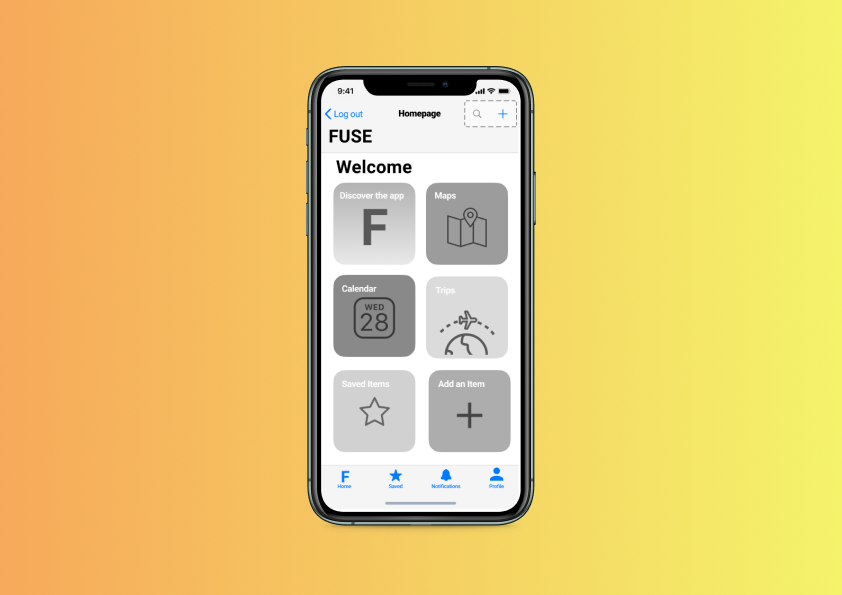 9:41
Log out
Homepage
FUSE
Welcome
Discover the app
F
Maps
Calendar
WED
28
Trips
Saved Items
Add an Item
F
Home
Saved
Notifications
Profile